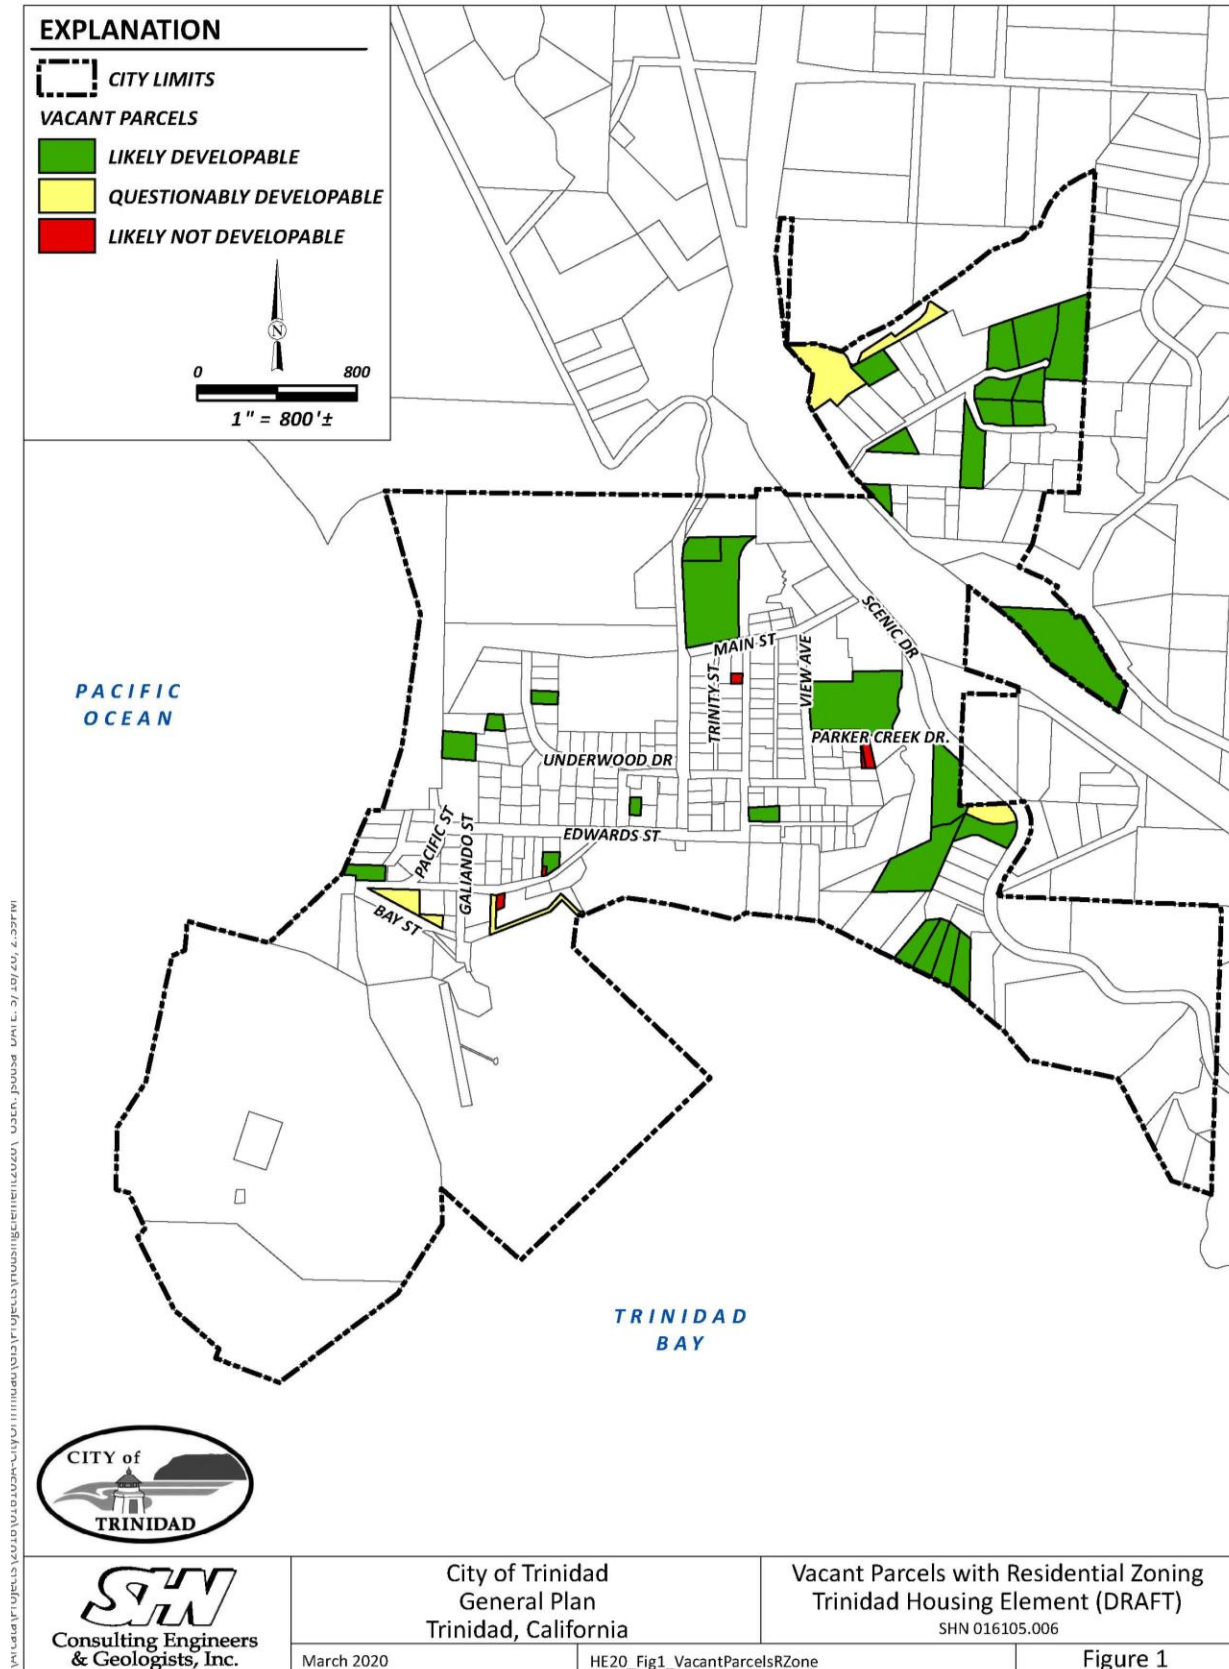 EXPLANATION
CITY LIMITS
VACANT PARCELS
LIKELY DEVELOPABLE
QUESTIONABLY DEVELOPABLE
LIKELY NOT DEVELOPABLE
N
0 800
1" = 800'±
SCENIC DR
MAIN ST
TRINITY ST
VIEW AVE
PACIFIC
OCEAN
PARKER CREEK DR.
UNDERWOOD DR
EDWARDS ST
PACIFIC ST
GALIANDO ST
BAY ST
TRINIDAD
BAY
CITY of
TRINIDAD
SHN
Consulting Engineers
& Geologists, Inc.
City of Trinidad
General Plan
Trinidad, California
Vacant Parcels with Residential Zoning
Trinidad Housing Element (DRAFT)
SHN 016105.006
March 2020
HE20_Fig1_VacantParcelsRZone
Figure 1